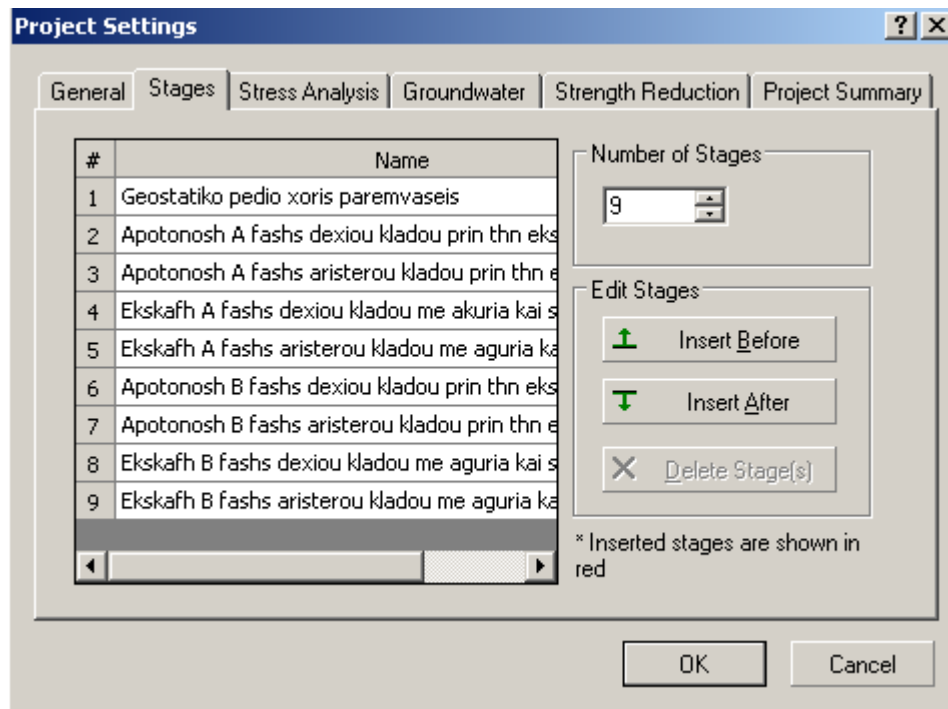 Project Settings
General Stages Stress Analysis Groundwater Strength Reduction Project Summary
# Name
1 Geostatiko pedio xoris paremvaseis
2 Apotonosh A fashs dexiou kladou prin thn eks
3 Apotonosh A fashs aristerou kladou prin thn e
4 Ekskafh A fashs dexiou kladou me akuria kai s
5 Ekskafh A fashs aristerou kladou me aguria ka
6 Apotonosh B fashs dexiou kladou prin thn eks
7 Apotonosh B fashs aristerou kladou prin thn e
8 Ekskafh B fashs dexiou kladou me aguria kai s
9 Ekskafh B fashs aristerou kladou me aguria ka
Number of Stages
9
Edit Stages
Insert Before
Insert After
Delete Stage(s)
* Inserted stages are shown in
red
OK Cancel